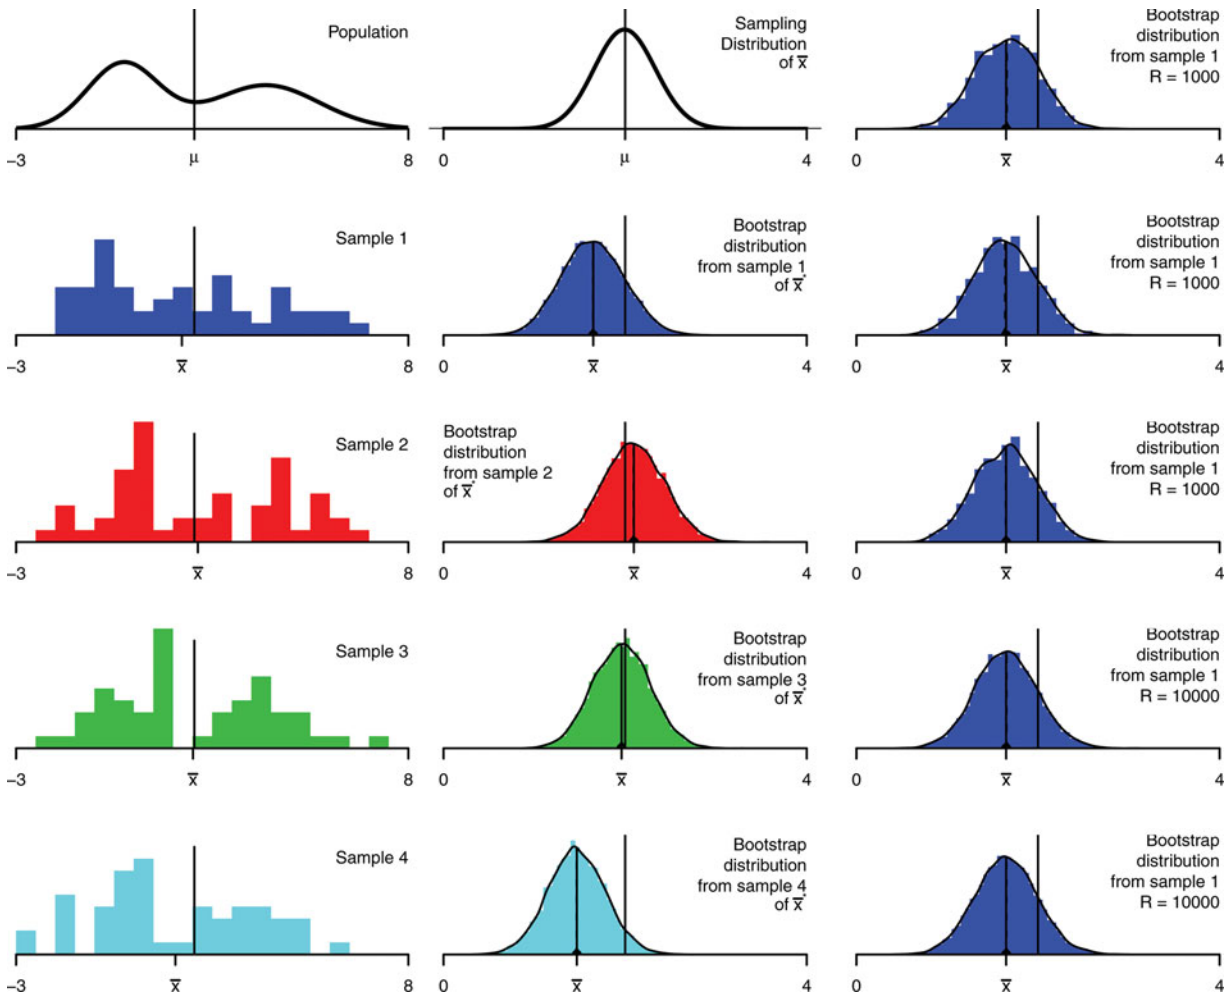 Population
-3 μ 8
Sampling
Distribution
of x̄
0 μ 4
Bootstrap
distribution
from sample 1
R = 1000
0 x̄ 4
Sample 1
-3 x̄ 8
Bootstrap
distribution
from sample 1
of x̄*
0 x̄ 4
Bootstrap
distribution
from sample 1
R = 1000
0 x̄ 4
Sample 2
-3 x̄ 8
Bootstrap
distribution
from sample 2
of x̄*
0 x̄ 4
Bootstrap
distribution
from sample 1
R = 1000
0 x̄ 4
Sample 3
-3 x̄ 8
Bootstrap
distribution
from sample 3
of x̄*
0 x̄ 4
Bootstrap
distribution
from sample 1
R = 10000
0 x̄ 4
Sample 4
-3 x̄ 8
Bootstrap
distribution
from sample 4
of x̄*
0 x̄ 4
Bootstrap
distribution
from sample 1
R = 10000
0 x̄ 4